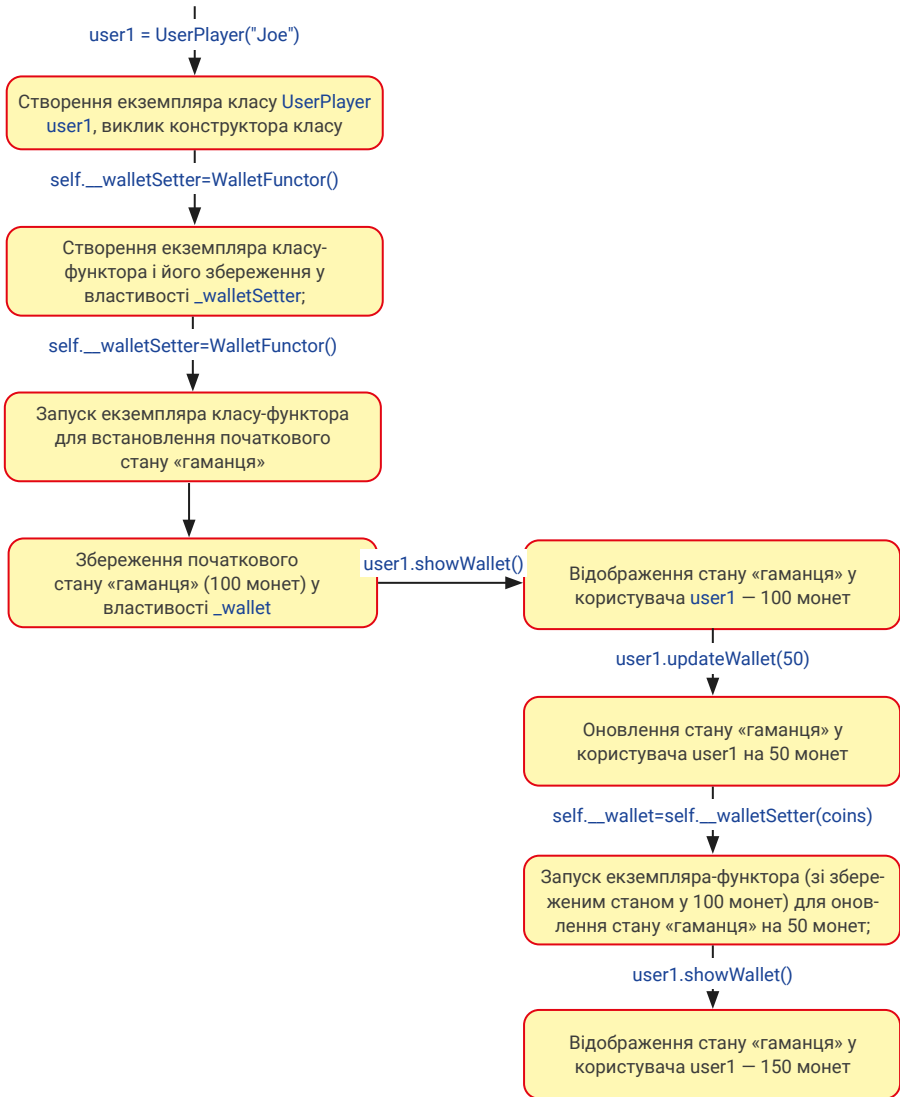 user1 = UserPlayer("Joe")
Створення екземпляра класу UserPlayer
user1, виклик конструктора класу
self.__walletSetter=WalletFunctor()
Створення екземпляра класу-
функтора і його збереження у
властивості _walletSetter;
self.__walletSetter=WalletFunctor()
Запуск екземпляра класу-функтора
для встановлення початкового
стану «гаманця»
Збереження початкового
стану «гаманця» (100 монет) у
властивості _wallet
user1.showWallet()
Відображення стану «гаманця» у
користувача user1 — 100 монет
user1.updateWallet(50)
Оновлення стану «гаманця» у
користувача user1 на 50 монет
self.__wallet=self.__walletSetter(coins)
Запуск екземпляра-функтора (зі збере-
женим станом у 100 монет) для онов-
лення стану «гаманця» на 50 монет;
user1.showWallet()
Відображення стану «гаманця» у
користувача user1 — 150 монет